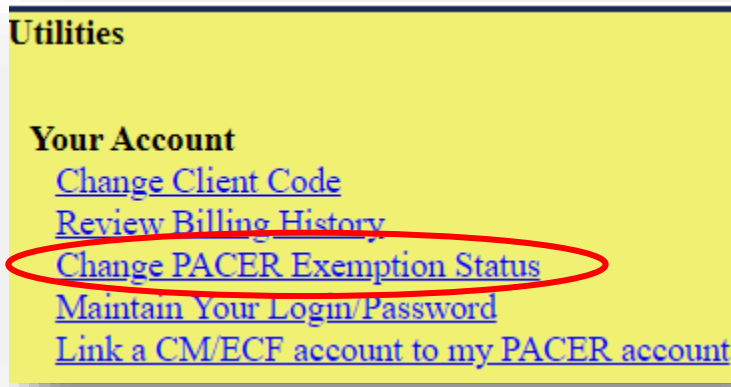 Utilities
Your Account
Change Client Code
Review Billing History
Change PACER Exemption Status
Maintain Your Login/Password
Link a CM/ECF account to my PACER account